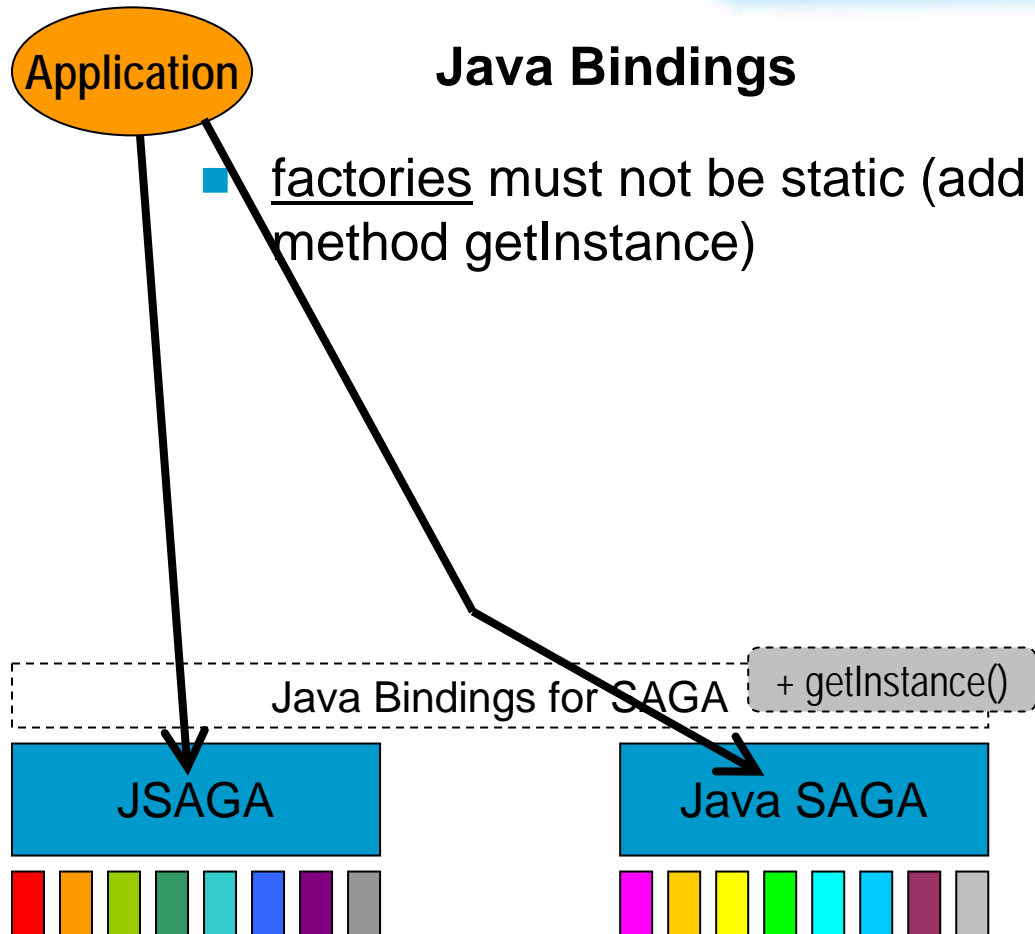 Application
Java Bindings
factories must not be static (add
method getInstance)
Java Bindings for SAGA
+ getInstance()
JSAGA
Java SAGA